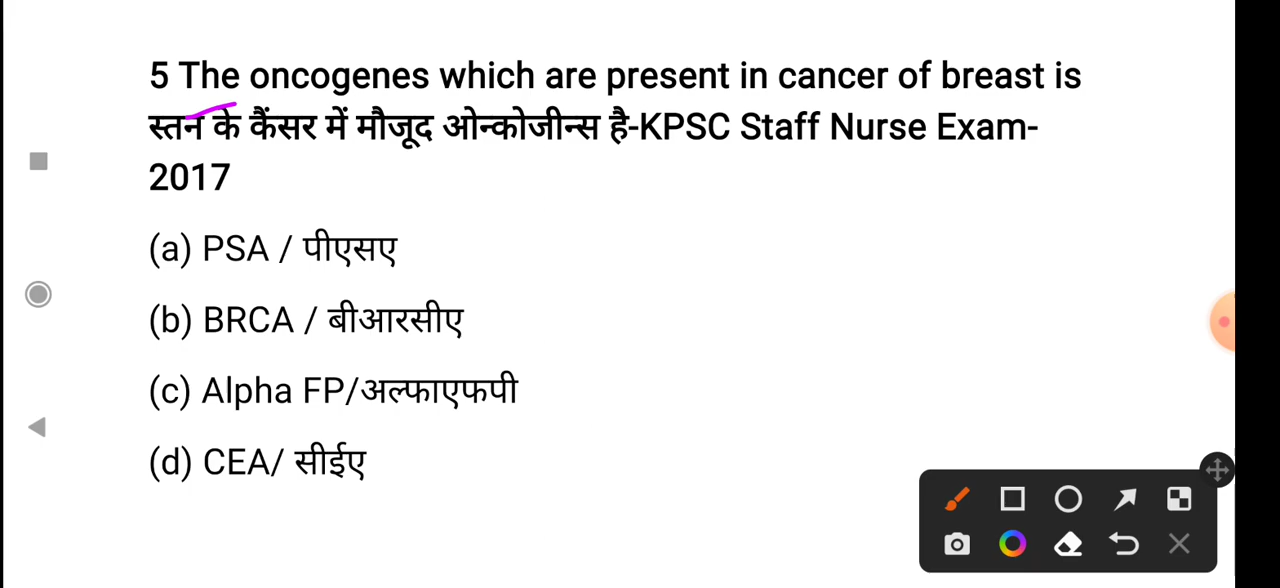 5 The oncogenes which are present in cancer of breast is
स्तन के कैंसर में मौजूद ओन्कोजीन्स है-KPSC Staff Nurse Exam-
2017
(a) PSA / पीएसए
(b) BRCA / बीआरसीए
(c) Alpha FP/अल्फाएफपी
(d) CEA/ सीईए